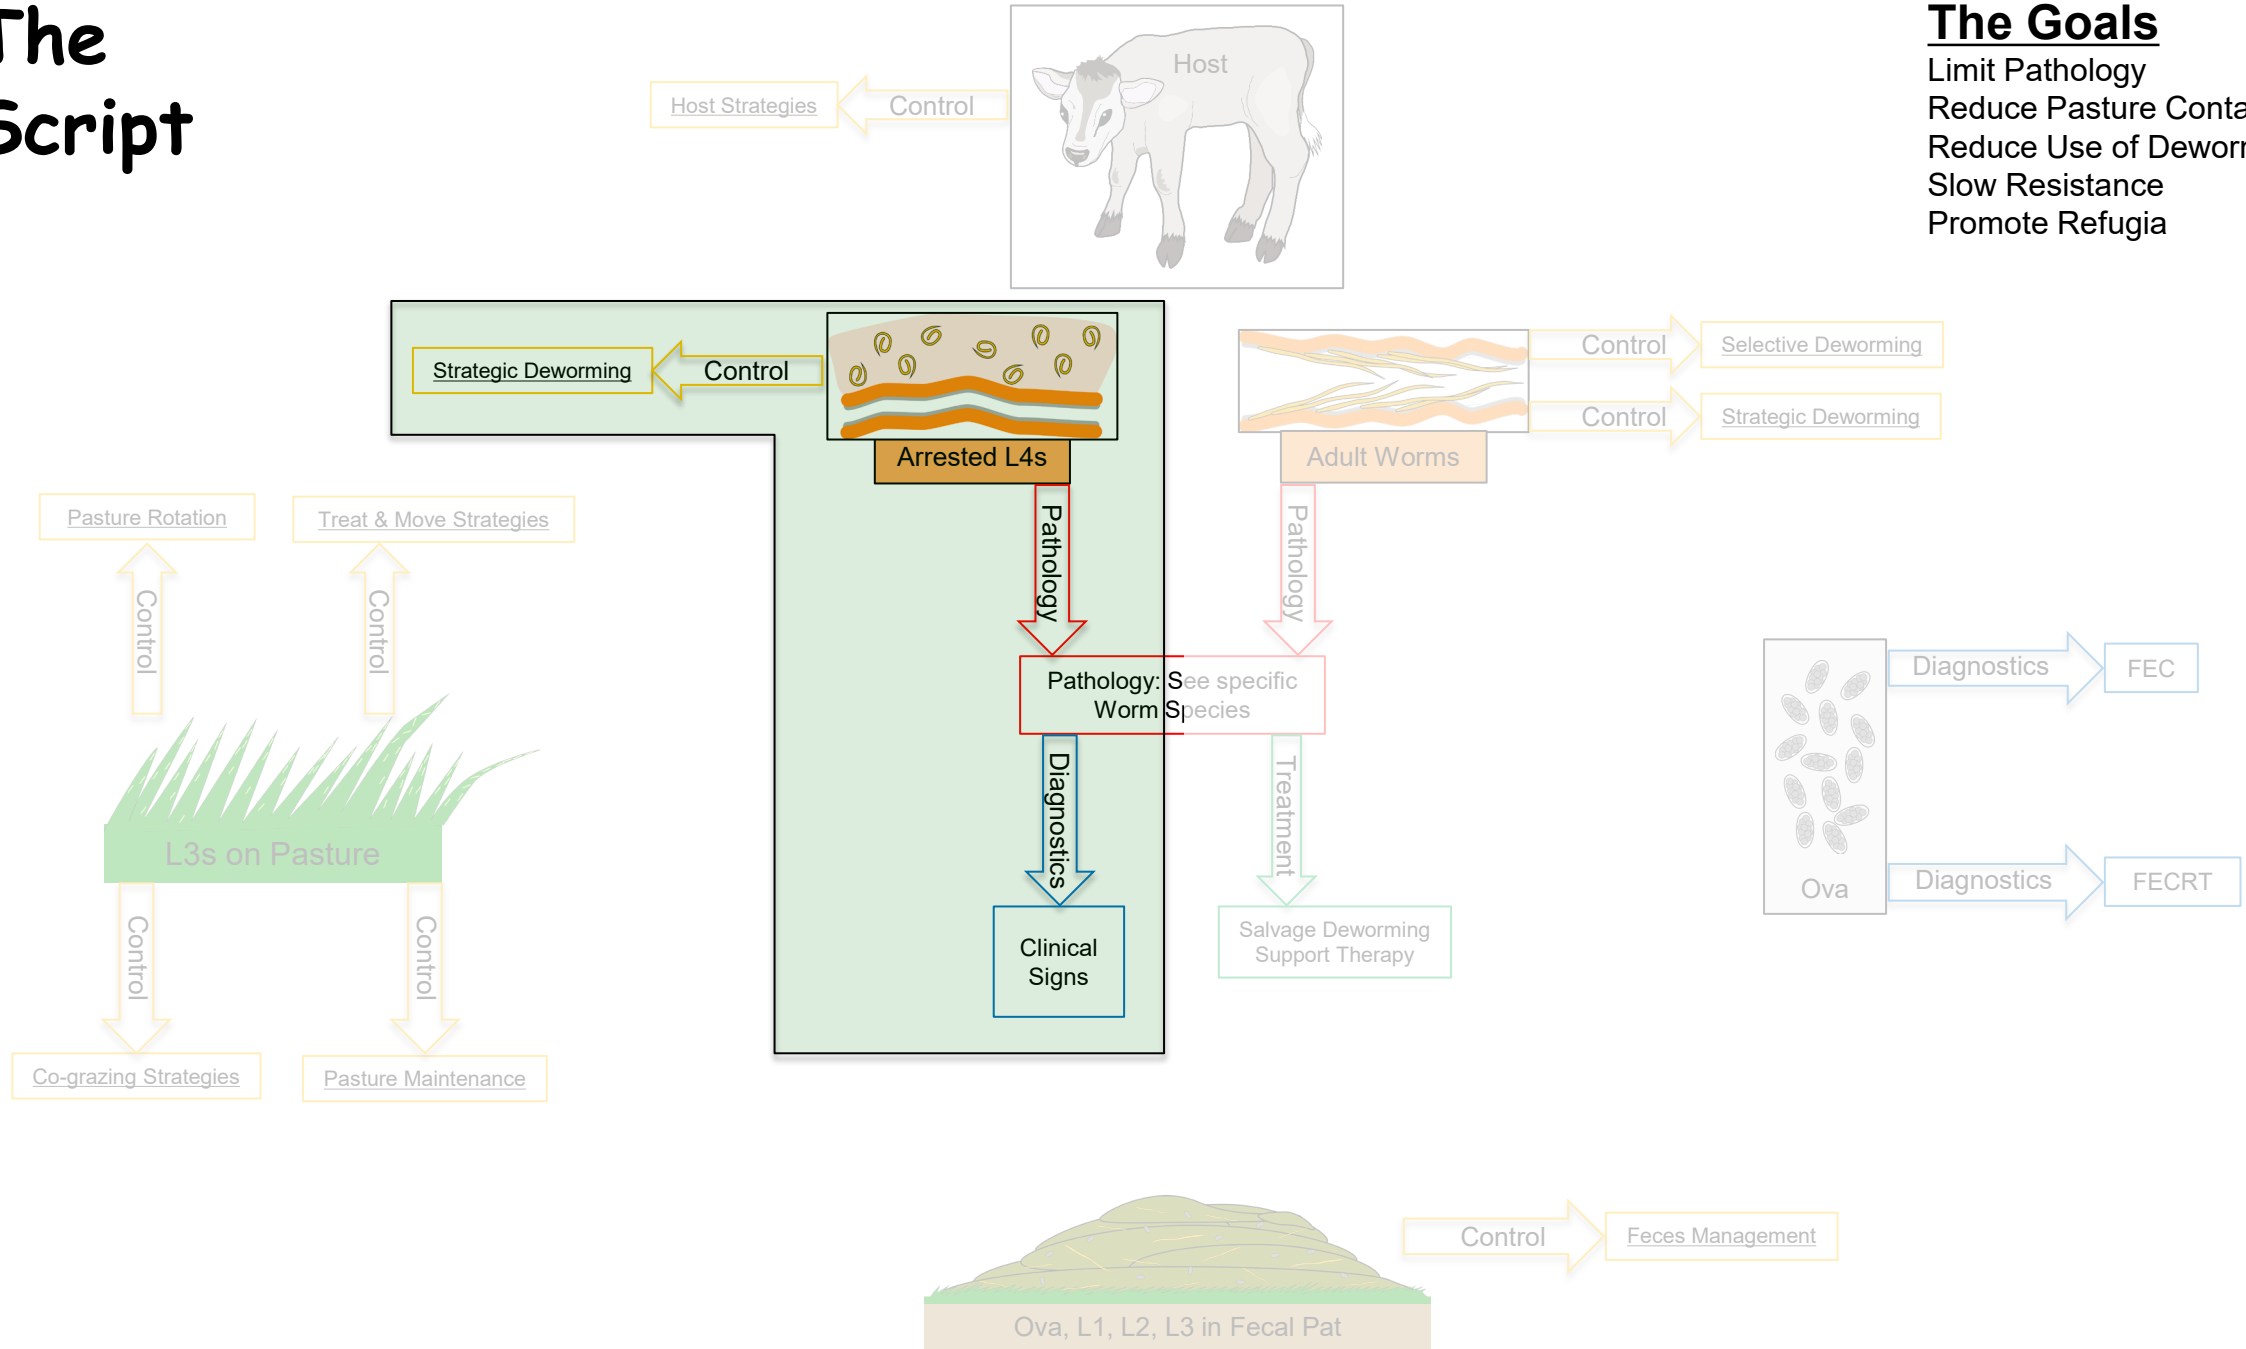 The
Script
The Goals
Limit Pathology
Reduce Pasture Conta
Reduce Use of Deworm
Slow Resistance
Promote Refugia
Host
Control
Host Strategies
Strategic Deworming
Control
Arrested L4s
Control
Selective Deworming
Control
Strategic Deworming
Adult Worms
Pasture Rotation
Treat & Move Strategies
Control
Control
Pathology
Pathology
L3s on Pasture
Pathology: See specific
Worm Species
Diagnostics
FEC
Diagnostics
Treatment
Diagnostics
FECRT
Ova
Clinical
Signs
Salvage Deworming
Support Therapy
Control
Control
Co-grazing Strategies
Pasture Maintenance
Control
Feces Management
Ova, L1, L2, L3 in Fecal Pat